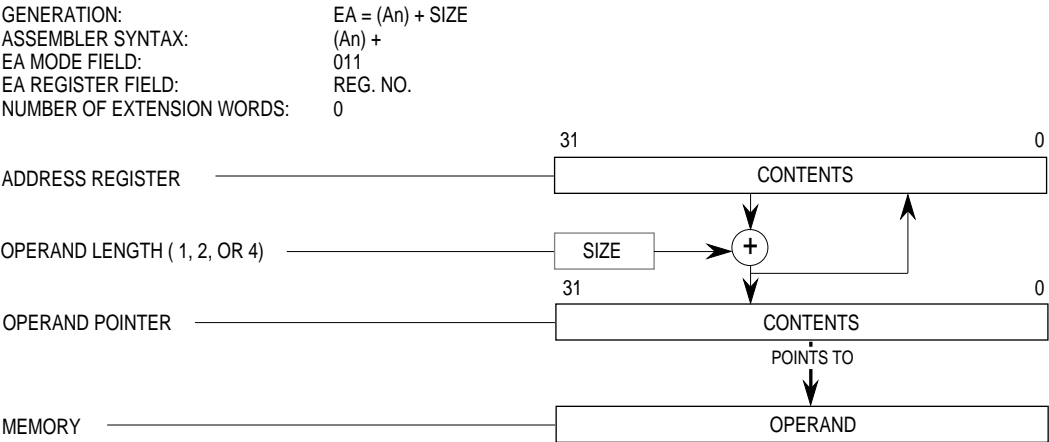 GENERATION: EA = (An) + SIZE
ASSEMBLER SYNTAX: (An) +
EA MODE FIELD: 011
EA REGISTER FIELD: REG. NO.
NUMBER OF EXTENSION WORDS: 0
31 0
ADDRESS REGISTER CONTENTS
OPERAND LENGTH ( 1, 2, OR 4) SIZE +
31 0
OPERAND POINTER CONTENTS
POINTS TO
MEMORY OPERAND